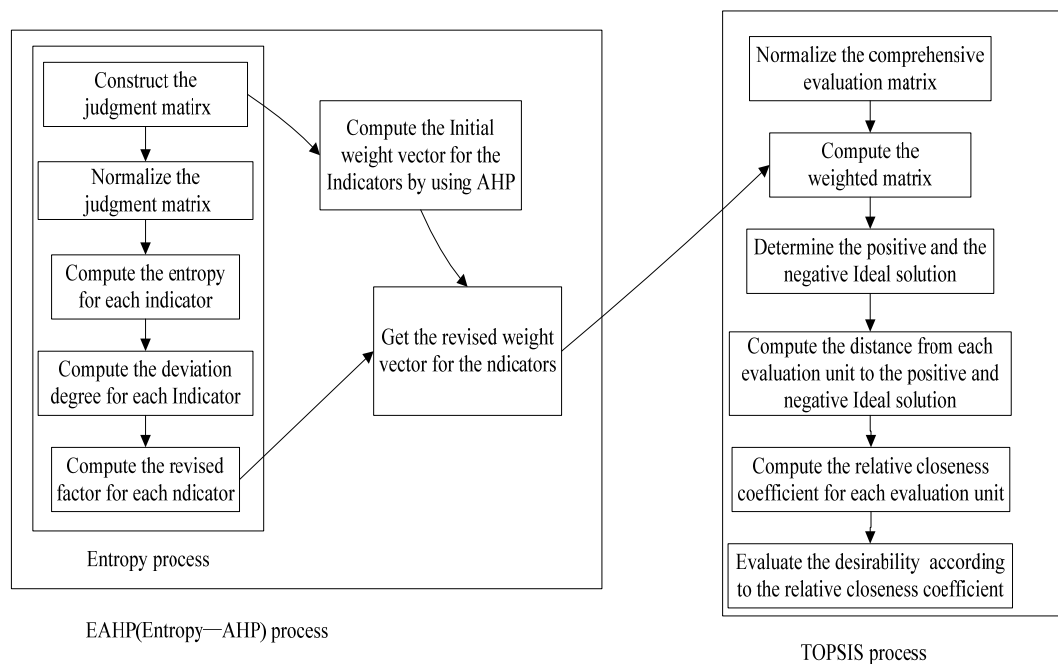 Construct the
judgment matirx
Normalize the
judgment matrix
Compute the entropy
for each indicator
Compute the deviation
degree for each Indicator
Compute the revised
factor for each ndicator
Entropy process
Compute the Initial
weight vector for the
Indicators by using AHP
Get the revised weight
vector for the ndicators
EAHP(Entropy—AHP) process
Normalize the comprehensive
evaluation matrix
Compute the
weighted matrix
Determine the positive and the
negative Ideal solution
Compute the distance from each
evaluation unit to the positive and
negative Ideal solution
Compute the relative closeness
coefficient for each evaluation unit
Evaluate the desirability according
to the relative closeness coefficient
TOPSIS process